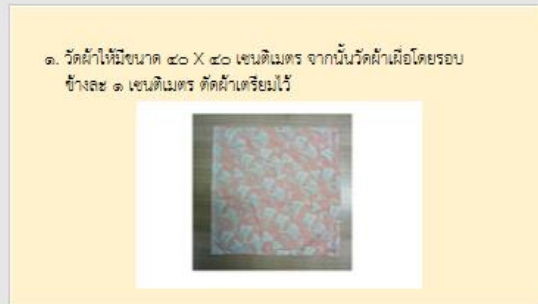 ๑. วัดผ้าให้มีขนาด ๔๐ X ๔๐ เซนติเมตร จากนั้นวัดผ้าเผื่อโดยรอบ
ข้างละ ๑ เซนติเมตร ตัดผ้าเตรียมไว้